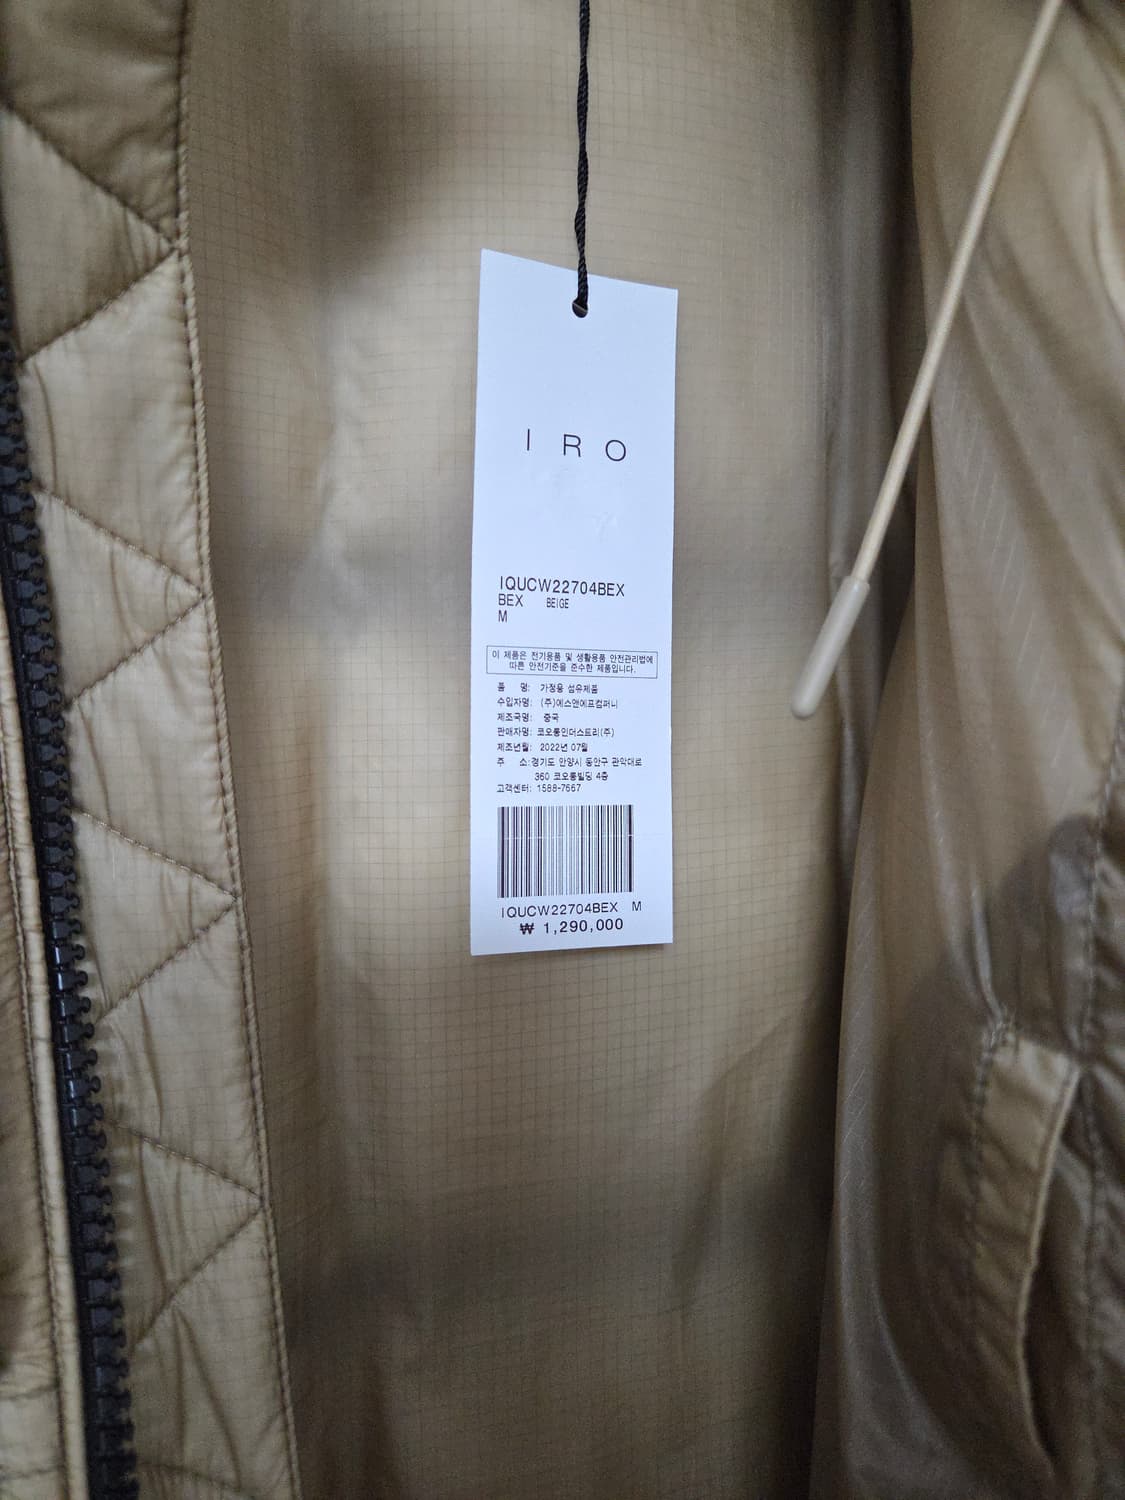 IRO
IQUCW22704BEX
BEX BEIGE
M
이 제품은 전기용품 및 생활용품 안전관리법에
따른 안전기준을 준수한 제품입니다.
품 명: 가정용 섬유제품
수입자명: (주)에스앤에프컴퍼니
제조국명: 중국
판매자명: 코오롱인더스트리(주)
제조년월: 2022년 07월
주 소:경기도 안양시 동안구 관악대로
360 코오롱빌딩 4층
고객센터: 1588-7667
IQUCW22704BEX M
₩ 1,290,000